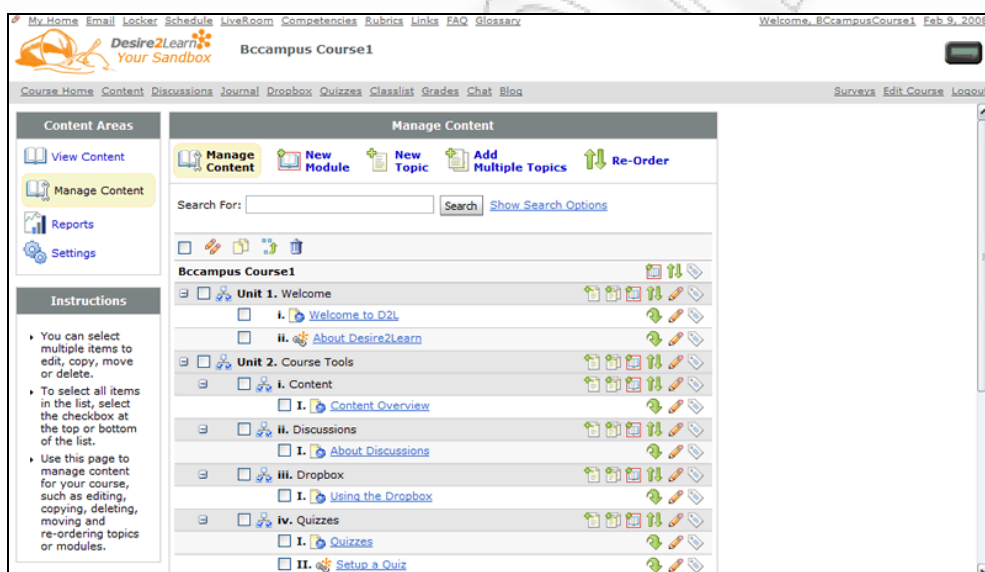 My Home Email Locker Schedule LiveRoom Competencies Rubrics Links FAQ Glossary Welcome, BCcampusCourse1 Feb 9, 2008
Desire2Learn
Your Sandbox
Bccampus Course1
Course Home Content Discussions Journal Dropbox Quizzes Classlist Grades Chat Blog Surveys Edit Course Logout
Content Areas
View Content
Manage Content
Reports
Settings
Instructions
You can select
multiple items to
edit, copy, move
or delete.
To select all items
in the list, select
the checkbox at
the top or bottom
of the list.
Use this page to
manage content
for your course,
such as editing,
copying, deleting,
moving and
re-ordering topics
or modules.
Manage Content
Manage
Content
New
Module
New
Topic
Add
Multiple Topics
Re-Order
Search For: Search Show Search Options
Bccampus Course1
Unit 1. Welcome
i. Welcome to D2L
ii. About Desire2Learn
Unit 2. Course Tools
i. Content
I. Content Overview
ii. Discussions
I. About Discussions
iii. Dropbox
I. Using the Dropbox
iv. Quizzes
I. Quizzes
II. Setup a Quiz